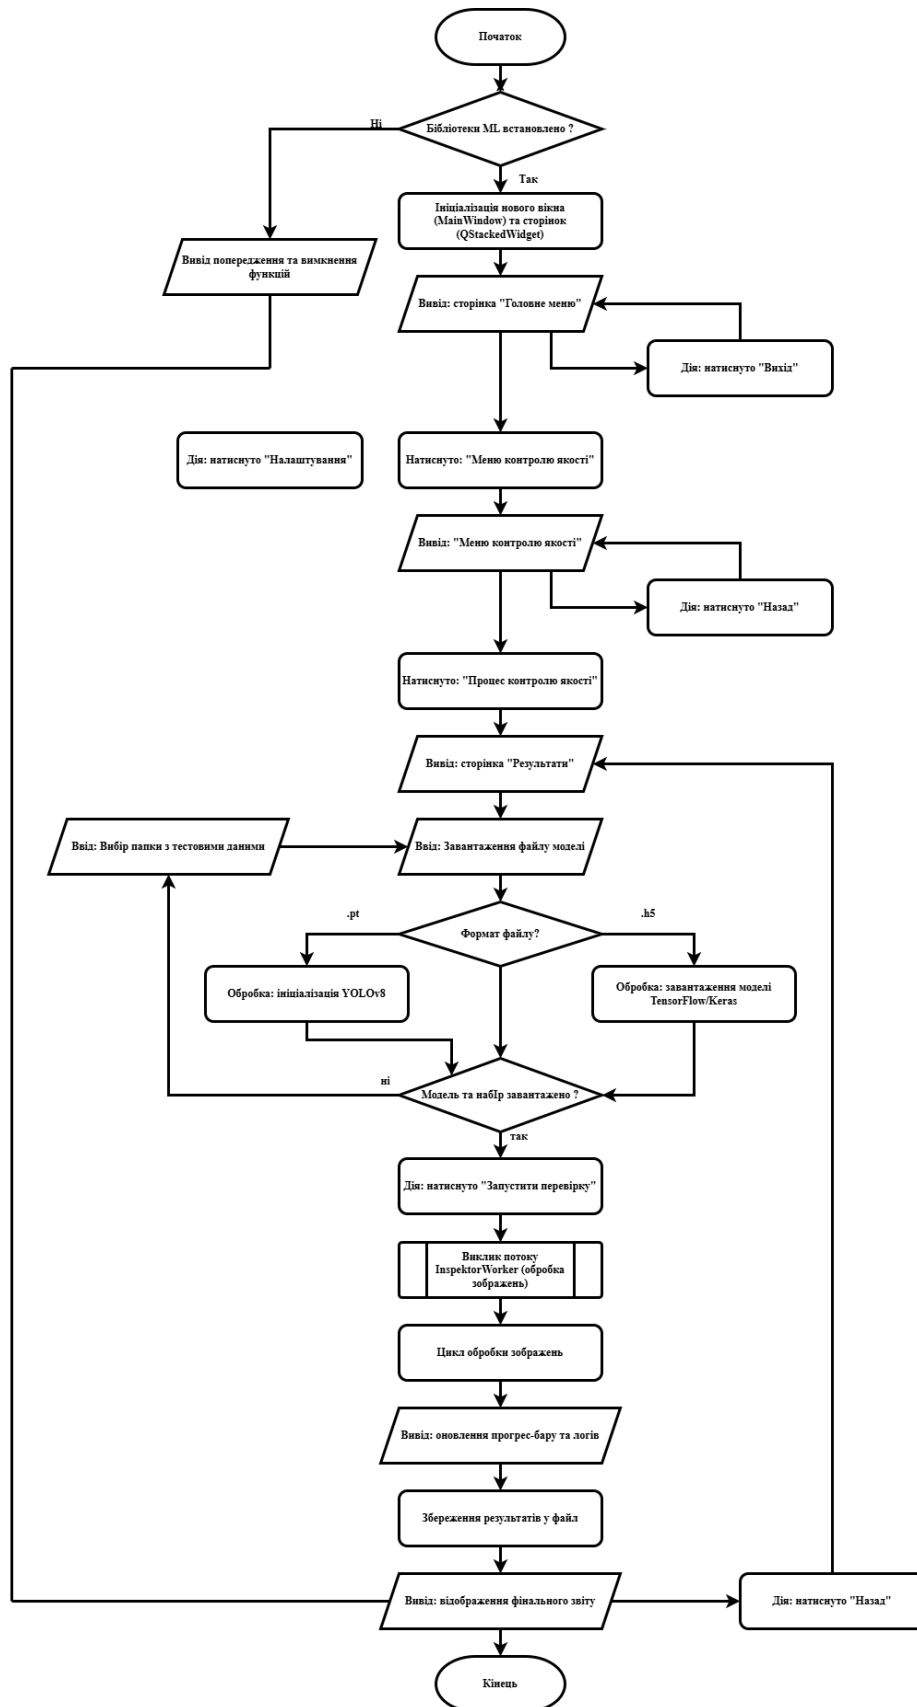 Початок
Бібліотеки ML встановлено ?
Ні
Так
Ініціалізація нового вікна
(MainWindow) та сторінок
(QStackedWidget)
Вивід попередження та вимкнення
функцій
Вивід: сторінка "Головне меню"
Дія: натиснуто "Вихід"
Дія: натиснуто "Налаштування"
Натиснуто: "Меню контролю якості"
Вивід: "Меню контролю якості"
Дія: натиснуто "Назад"
Натиснуто: "Процес контролю якості"
Вивід: сторінка "Результати"
Ввід: Вибір папки з тестовими даними
Ввід: Завантаження файлу моделі
.pt
.h5
Формат файлу?
Обробка: ініціалізація YOLOv8
Обробка: завантаження моделі
TensorFlow/Keras
ні
Модель та набІр завантажено ?
так
Дія: натиснуто "Запустити перевірку"
Виклик потоку
InspektorWorker (обробка
зображень)
Цикл обробки зображень
Вивід: оновлення прогрес-бару та логів
Збереження результатів у файл
Вивід: відображення фінального звіту
Дія: натиснуто "Назад"
Кінець